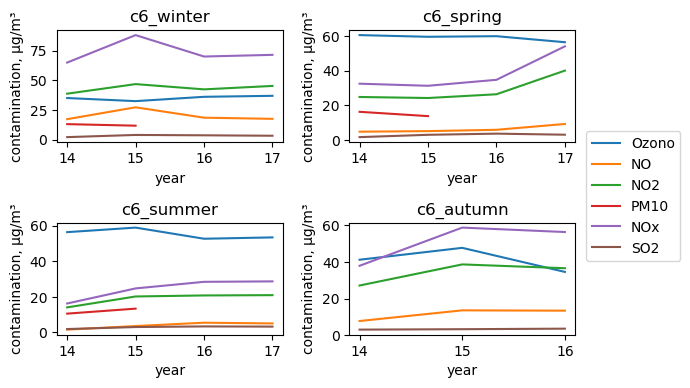 c6_winter
contamination, µg/m³
75
50
25
0
14 15 16 17
year
c6_spring
contamination, µg/m³
60
40
20
0
14 15 16 17
year
c6_summer
contamination, µg/m³
60
40
20
0
14 15 16 17
year
c6_autumn
contamination, µg/m³
60
40
20
0
14 15 16
year
Ozono
NO
NO2
PM10
NOx
SO2